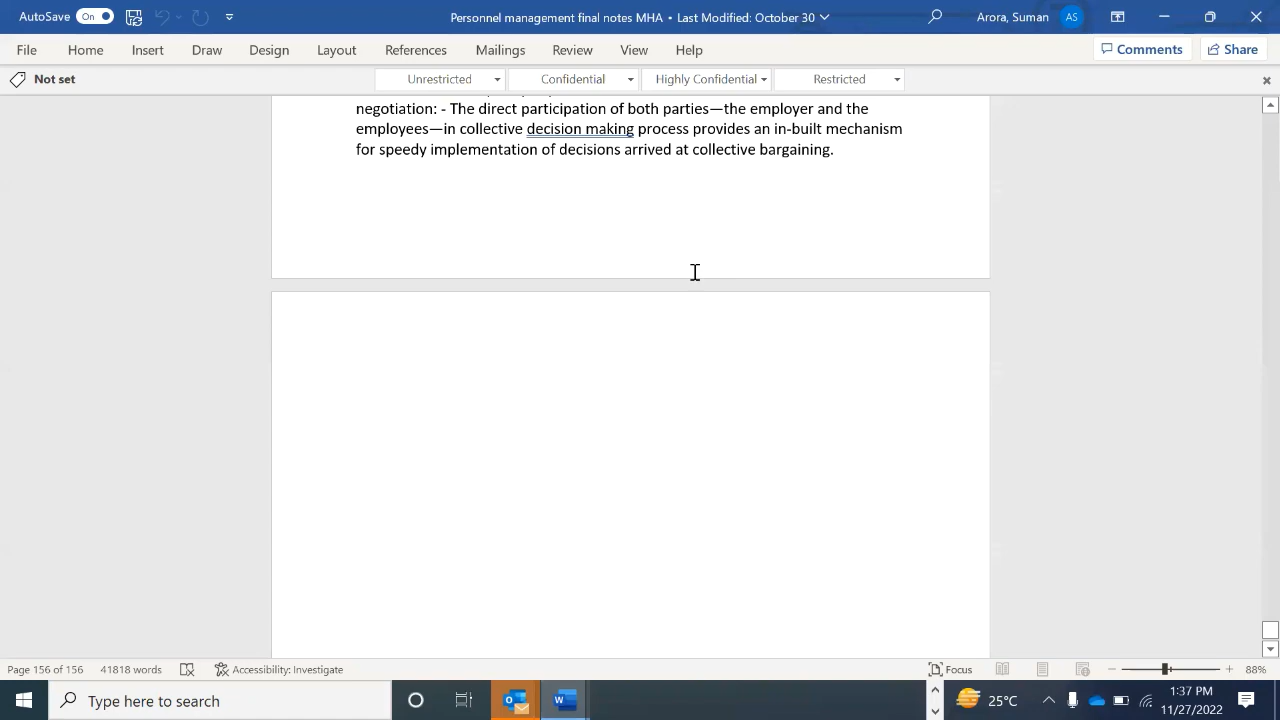 AutoSave On Personnel management final notes MHA • Last Modified: October 30 Arora, Suman AS
File Home Insert Draw Design Layout References Mailings Review View Help Comments Share
Not set Unrestricted Confidential Highly Confidential Restricted
negotiation: - The direct participation of both parties—the employer and the
employees—in collective decision making process provides an in-built mechanism
for speedy implementation of decisions arrived at collective bargaining.
Page 156 of 156 41818 words Accessibility: Investigate Focus 88%
Type here to search 25°C 1:37 PM
11/27/2022